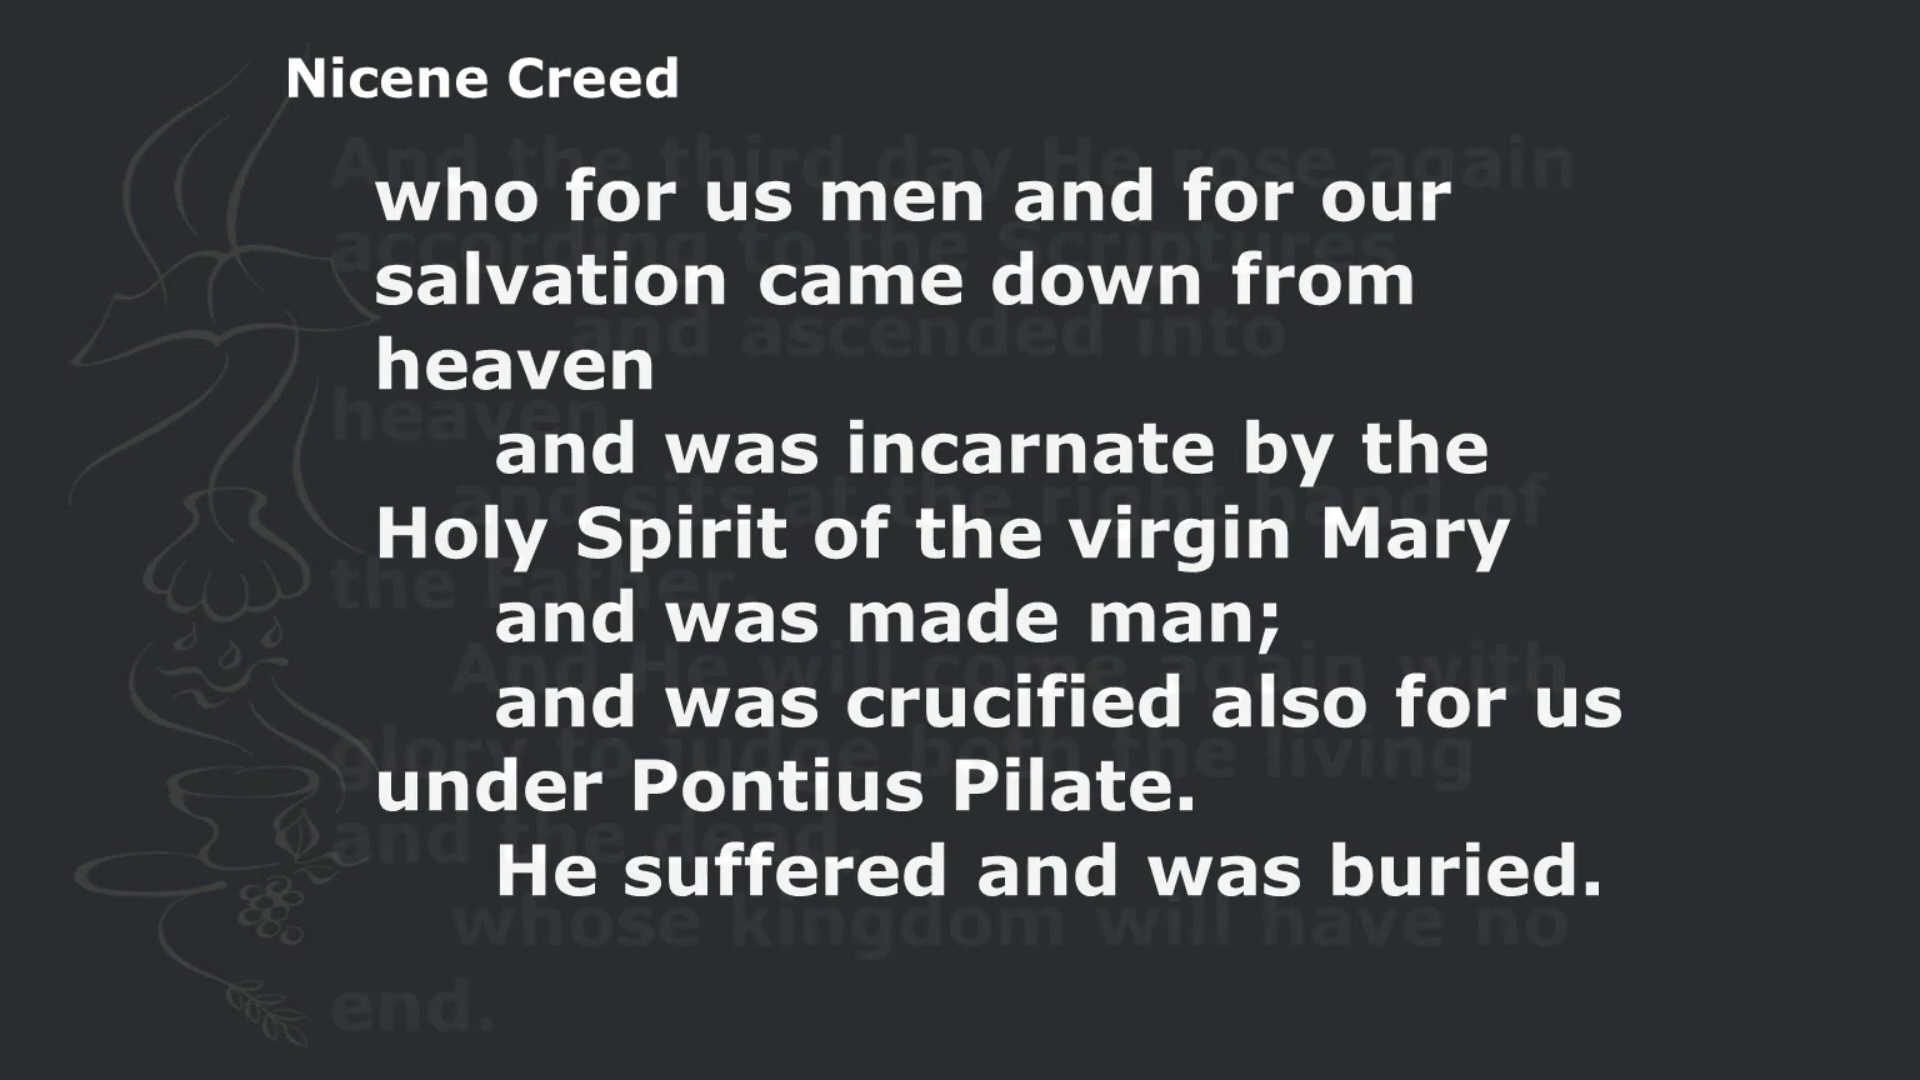 Nicene Creed
who for us men and for our
salvation came down from
heaven
and was incarnate by the
Holy Spirit of the virgin Mary
and was made man;
and was crucified also for us
under Pontius Pilate.
He suffered and was buried.
And the third day He rose again
according to the Scriptures
and ascended into
heaven
and sits at the right hand of
the Father.
And He will come again with
glory to judge both the living
and the dead,
whose kingdom will have no
end.